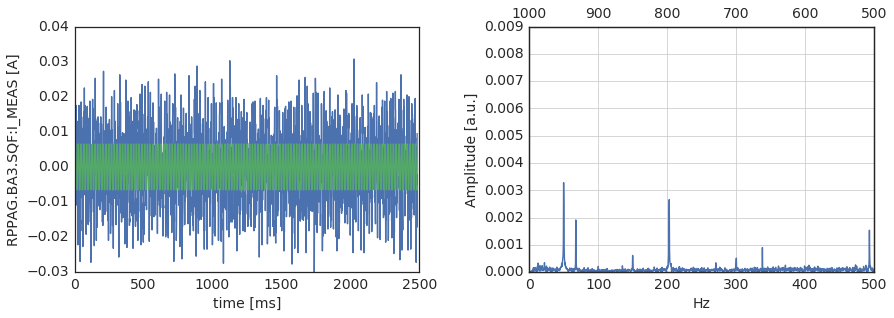 RPPAG.BA3.SQF:I_MEAS [A]
0.04
0.03
0.02
0.01
0.00
−0.01
−0.02
−0.03
0 500 1000 1500 2000 2500
time [ms]
1000 900 800 700 600 500
Amplitude [a.u.]
0.009
0.008
0.007
0.006
0.005
0.004
0.003
0.002
0.001
0.000
0 100 200 300 400 500
Hz